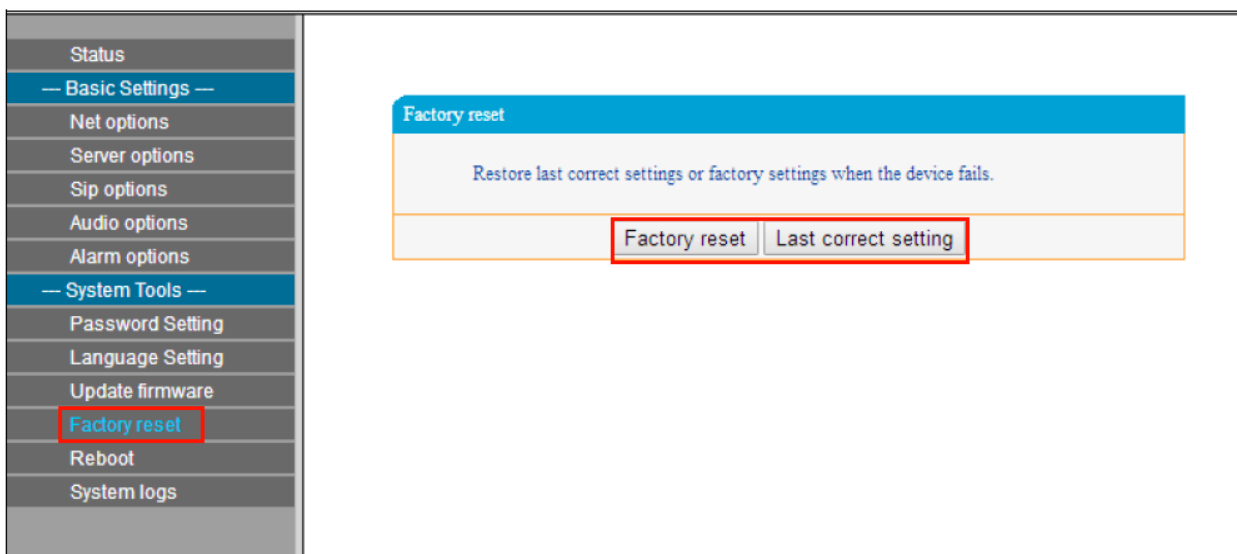 Status
--- Basic Settings ---
Net options
Server options
Sip options
Audio options
Alarm options
--- System Tools ---
Password Setting
Language Setting
Update firmware
Factory reset
Reboot
System logs
Factory reset
Restore last correct settings or factory settings when the device fails.
Factory reset Last correct setting